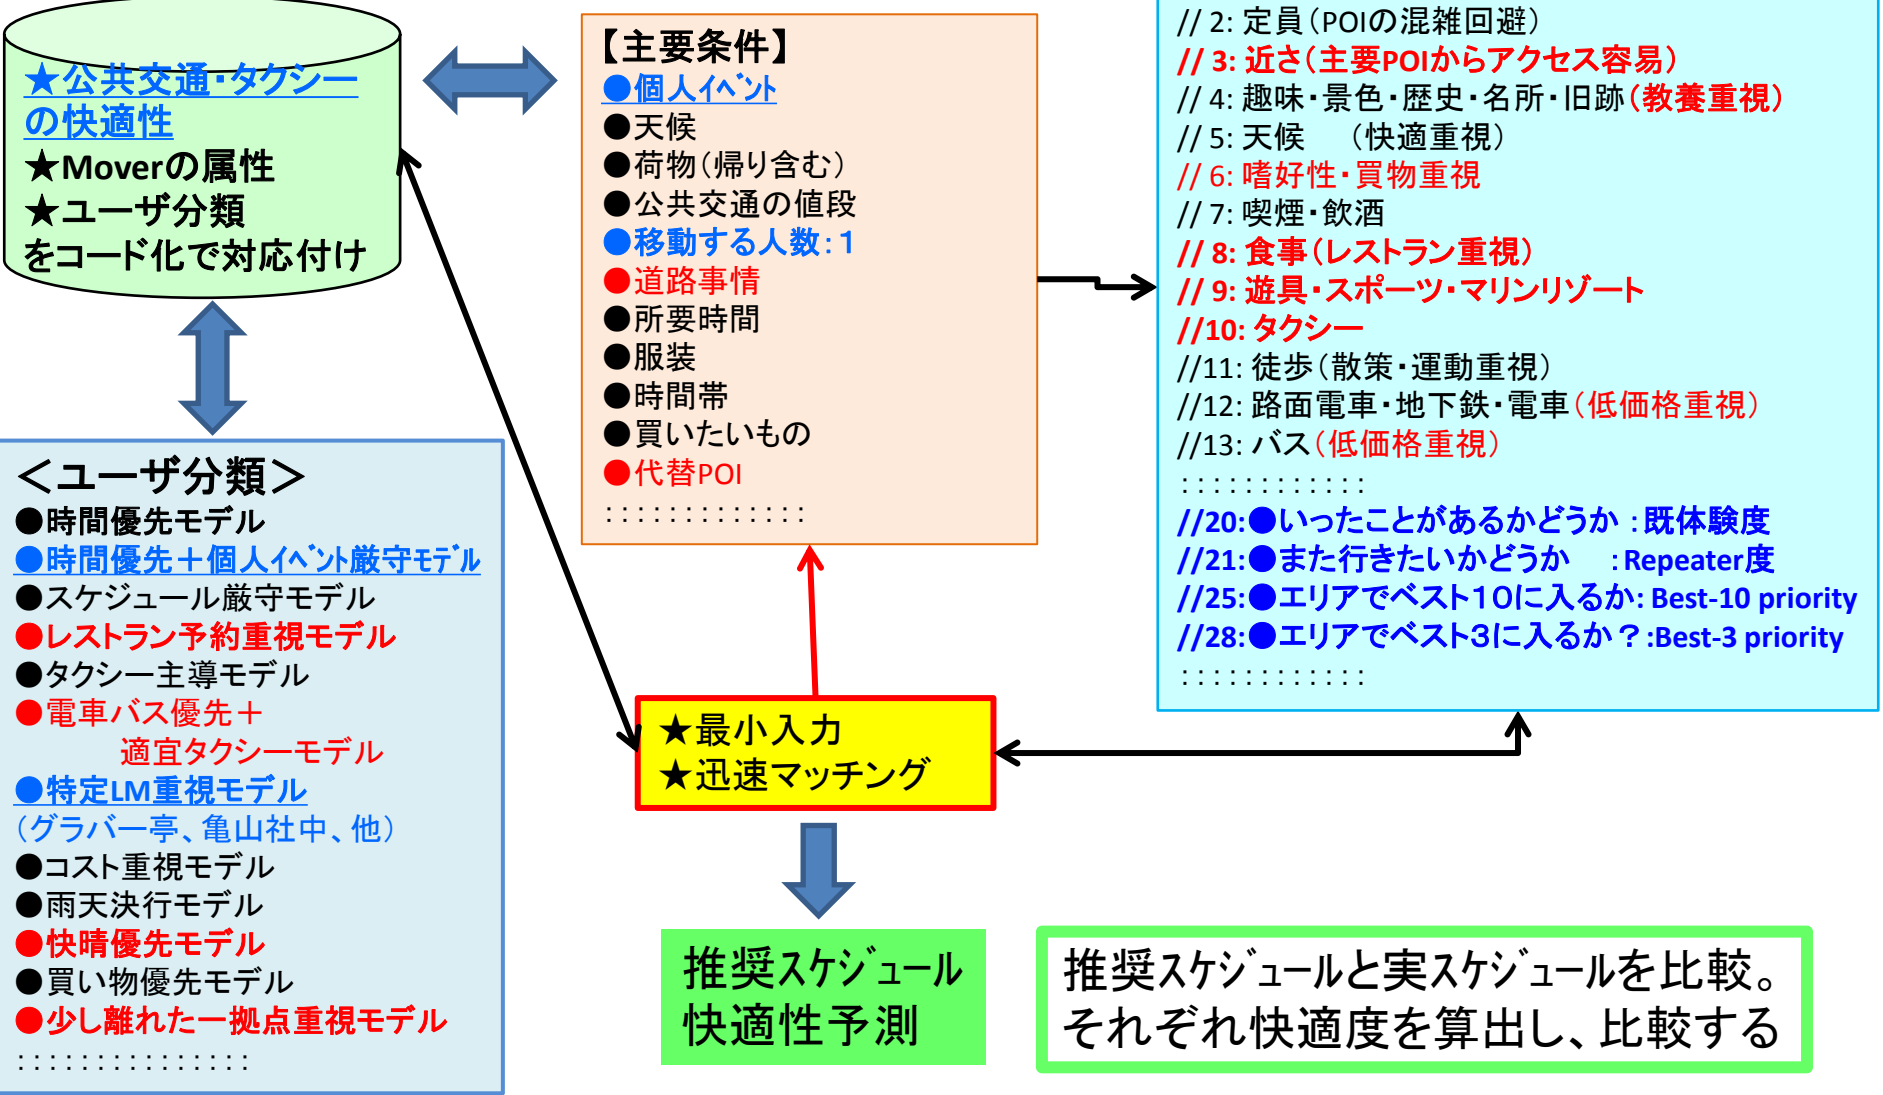 ★公共交通・タクシー
の快適性
★Moverの属性
★ユーザ分類
をコード化で対応付け
＜ユーザ分類＞
●時間優先モデル
●時間優先＋個人ｲﾍﾞﾝﾄ厳守ﾓﾃﾞﾙ
●スケジュール厳守モデル
●レストラン予約重視モデル
●タクシー主導モデル
●電車バス優先＋
適宜タクシーモデル
●特定LM重視モデル
（グラバー亭、亀山社中、他）
●コスト重視モデル
●雨天決行モデル
●快晴優先モデル
●買い物優先モデル
●少し離れた一拠点重視モデル
：：：：：：：：：：：：：：：
【主要条件】
●個人ｲﾍﾞﾝﾄ
●天候
●荷物（帰り含む）
●公共交通の値段
●移動する人数：１
●道路事情
●所要時間
●服装
●時間帯
●買いたいもの
●代替POI
：：：：：：：：：：：：：
// 2: 定員（POIの混雑回避）
// 3: 近さ（主要POIからアクセス容易）
// 4: 趣味・景色・歴史・名所・旧跡（教養重視）
// 5: 天候　（快適重視）
// 6: 嗜好性・買物重視
// 7: 喫煙・飲酒
// 8: 食事（レストラン重視）
// 9: 遊具・スポーツ・マリンリゾート
//10: タクシー
//11: 徒歩（散策・運動重視）
//12: 路面電車・地下鉄・電車（低価格重視）
//13: バス（低価格重視）
：：：：：：：：：：：：
//20:●いったことがあるかどうか：既体験度
//21:●また行きたいかどうか　：Repeater度
//25:●エリアでベスト１０に入るか: Best-10 priority
//28:●エリアでベスト３に入るか？:Best-3 priority
：：：：：：：：：：：：
★最小入力
★迅速マッチング
推奨ｽｹｼﾞｭｰﾙ
快適性予測
推奨ｽｹｼﾞｭｰﾙと実ｽｹｼﾞｭｰﾙを比較。
それぞれ快適度を算出し、比較する